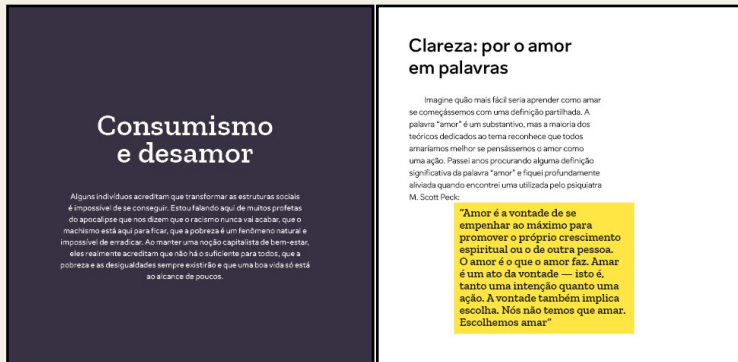 Consumismo
e desamor
Alguns indivíduos acreditam que transformar as estruturas sociais
é impossível de se conseguir. Estou falando aqui de muitos profetas
do apocalipse que nos dizem que o racismo nunca vai acabar, que o
machismo está aqui para ficar, que a pobreza é um fenômeno natural e
impossível de erradicar. Ao manter uma noção capitalista de bem-estar,
eles realmente acreditam que não há o suficiente para todos, que a
pobreza e as desigualdades sempre existirão e que uma boa vida só está
ao alcance de poucos.
Clareza: por o amor
em palavras
Imagine quão mais fácil seria aprender como amar
se começássemos com uma definição partilhada. A
palavra “amor” é um substantivo, mas a maioria dos
teóricos dedicados ao tema reconhece que todos
amaríamos melhor se pensássemos o amor como
uma ação. Passei anos procurando alguma definição
significativa da palavra “amor” e fiquei profundamente
aliviada quando encontrei uma utilizada pelo psiquiatra
M. Scott Peck:
“Amor é a vontade de se
empenhar ao máximo para
promover o próprio crescimento
espiritual ou o de outra pessoa.
O amor é o que o amor faz. Amar
é um ato da vontade — isto é,
tanto uma intenção quanto uma
ação. A vontade também implica
escolha. Nós não temos que amar.
Escolhemos amar”